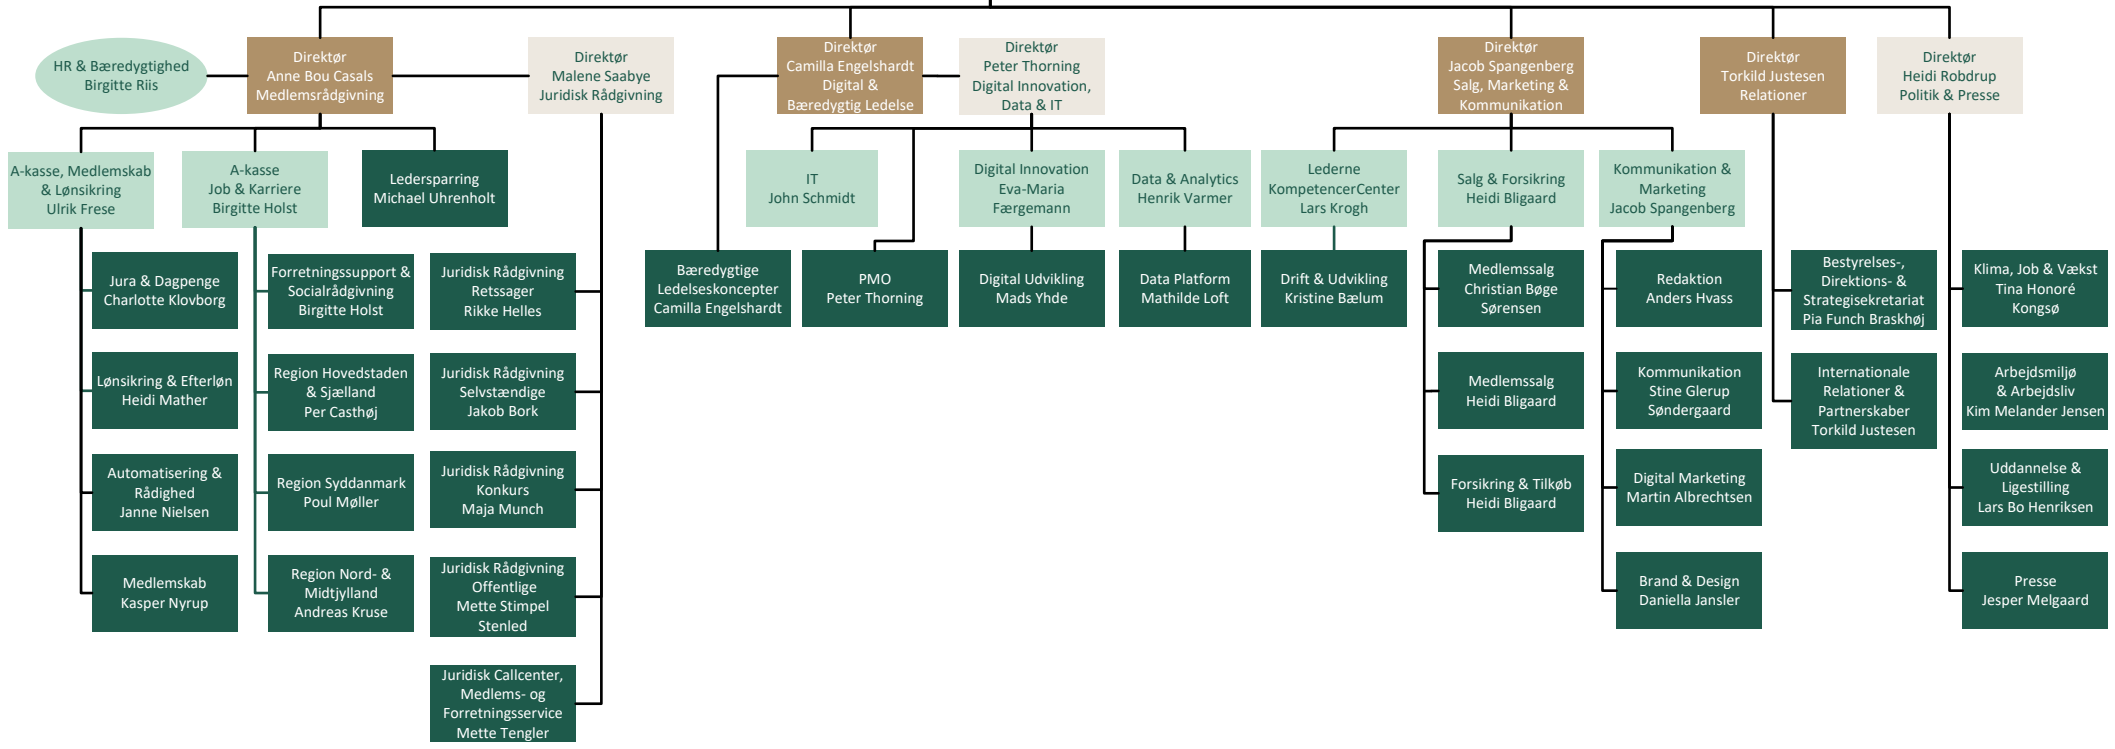 HR & Bæredygtighed
Birgitte Riis
Direktør
Anne Bou Casals
Medlemsrådgivning
Direktør
Malene Saabye
Juridisk Rådgivning
Direktør
Camilla Engelshardt
Digital &
Bæredygtig Ledelse
Direktør
Peter Thorning
Digital Innovation,
Data & IT
Direktør
Jacob Spangenberg
Salg, Marketing &
Kommunikation
Direktør
Torkild Justesen
Relationer
Direktør
Heidi Robdrup
Politik & Presse
A-kasse, Medlemskab
& Lønsikring
Ulrik Frese
A-kasse
Job & Karriere
Birgitte Holst
Ledersparring
Michael Uhrenholt
IT
John Schmidt
Digital Innovation
Eva-Maria
Færgemann
Data & Analytics
Henrik Varmer
Lederne
KompetencerCenter
Lars Krogh
Salg & Forsikring
Heidi Bligaard
Kommunikation &
Marketing
Jacob Spangenberg
Jura & Dagpenge
Charlotte Klovborg
Forretningssupport &
Socialrådgivning
Birgitte Holst
Juridisk Rådgivning
Retssager
Rikke Helles
Bæredygtige
Ledelseskoncepter
Camilla Engelshardt
PMO
Peter Thorning
Digital Udvikling
Mads Yhde
Data Platform
Mathilde Loft
Drift & Udvikling
Kristine Bælum
Medlemssalg
Christian Bøge
Sørensen
Redaktion
Anders Hvass
Bestyrelses-,
Direktions- &
Strategisekretariat
Pia Funch Braskhøj
Klima, Job & Vækst
Tina Honoré
Kongsø
Lønsikring & Efterløn
Heidi Mather
Region Hovedstaden
& Sjælland
Per Casthøj
Juridisk Rådgivning
Selvstændige
Jakob Bork
Medlemssalg
Heidi Bligaard
Kommunikation
Stine Glerup
Søndergaard
Internationale
Relationer &
Partnerskaber
Torkild Justesen
Arbejdsmiljø
& Arbejdsliv
Kim Melander Jensen
Automatisering &
Rådighed
Janne Nielsen
Region Syddanmark
Poul Møller
Juridisk Rådgivning
Konkurs
Maja Munch
Forsikring & Tilkøb
Heidi Bligaard
Digital Marketing
Martin Albrechtsen
Uddannelse &
Ligestilling
Lars Bo Henriksen
Medlemskab
Kasper Nyrup
Region Nord- &
Midtjylland
Andreas Kruse
Juridisk Rådgivning
Offentlige
Mette Stimpel
Stenled
Brand & Design
Daniella Jansler
Presse
Jesper Melgaard
Juridisk Callcenter,
Medlems- og
Forretningsservice
Mette Tengler